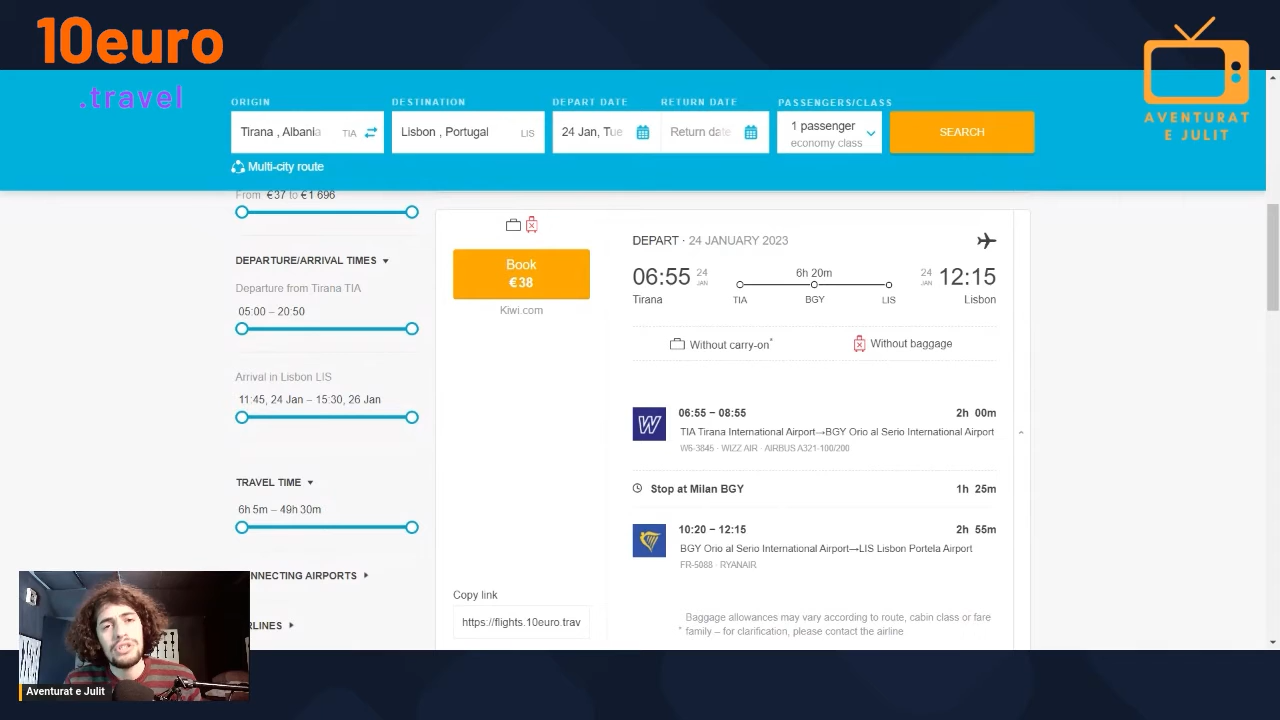 10euro
.travel
AVENTURAT
E JULIT
ORIGIN
DESTINATION
DEPART DATE
RETURN DATE
PASSENGERS/CLASS
Tirana , Albania
TIA
Lisbon , Portugal
LIS
24 Jan, Tue
Return date
1 passenger
economy class
SEARCH
Multi-city route
From €37 to €1 696
DEPARTURE/ARRIVAL TIMES
Departure from Tirana TIA
05:00 – 20:50
Arrival in Lisbon LIS
11:45, 24 Jan – 15:30, 26 Jan
TRAVEL TIME
6h 5m – 49h 30m
NNECTING AIRPORTS
RLINES
Book
€38
Kiwi.com
Copy link
https://flights.10euro.trav
DEPART · 24 JANUARY 2023
06:55
24
JAN
6h 20m
24
JAN
12:15
Tirana
TIA
BGY
LIS
Lisbon
Without carry-on*
Without baggage
06:55 – 08:55
2h 00m
TIA Tirana International Airport→BGY Orio al Serio International Airport
W6-3845 · WIZZ AIR · AIRBUS A321-100/200
Stop at Milan BGY
1h 25m
10:20 – 12:15
2h 55m
BGY Orio al Serio International Airport→LIS Lisbon Portela Airport
FR-5088 · RYANAIR
Baggage allowances may vary according to route, cabin class or fare
* family – for clarification, please contact the airline
Aventurat e Julit